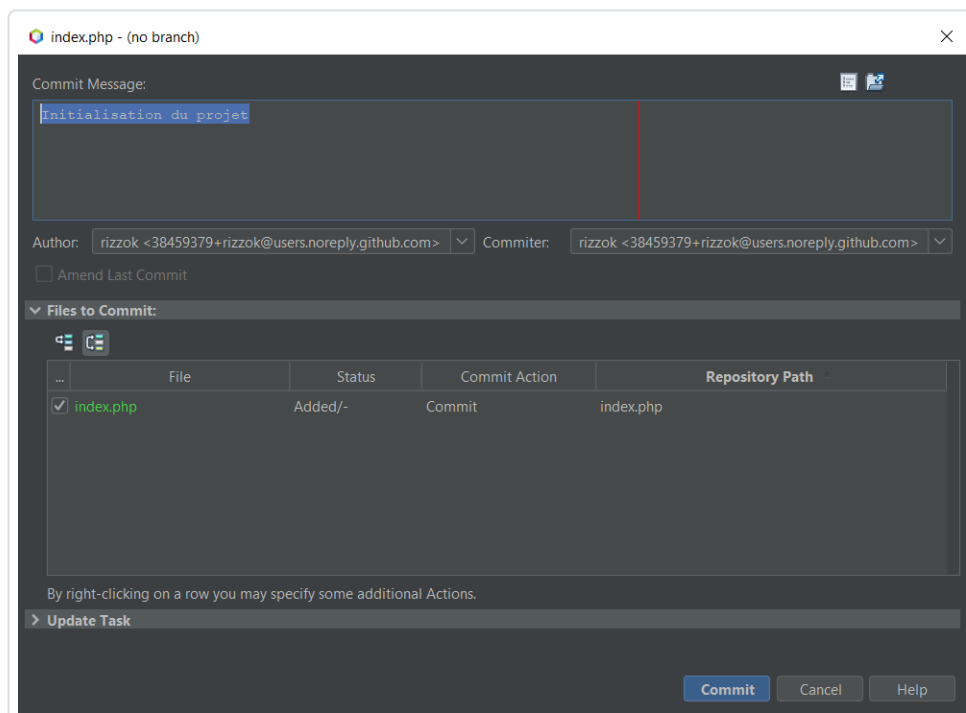 index.php - (no branch)
Commit Message:
Initialisation du projet
Author: rizzok <38459379+rizzok@users.noreply.github.com> Commiter: rizzok <38459379+rizzok@users.noreply.github.com>
Amend Last Commit
Files to Commit:
... File Status Commit Action Repository Path
index.php Added/- Commit index.php
By right-clicking on a row you may specify some additional Actions.
Update Task
Commit Cancel Help